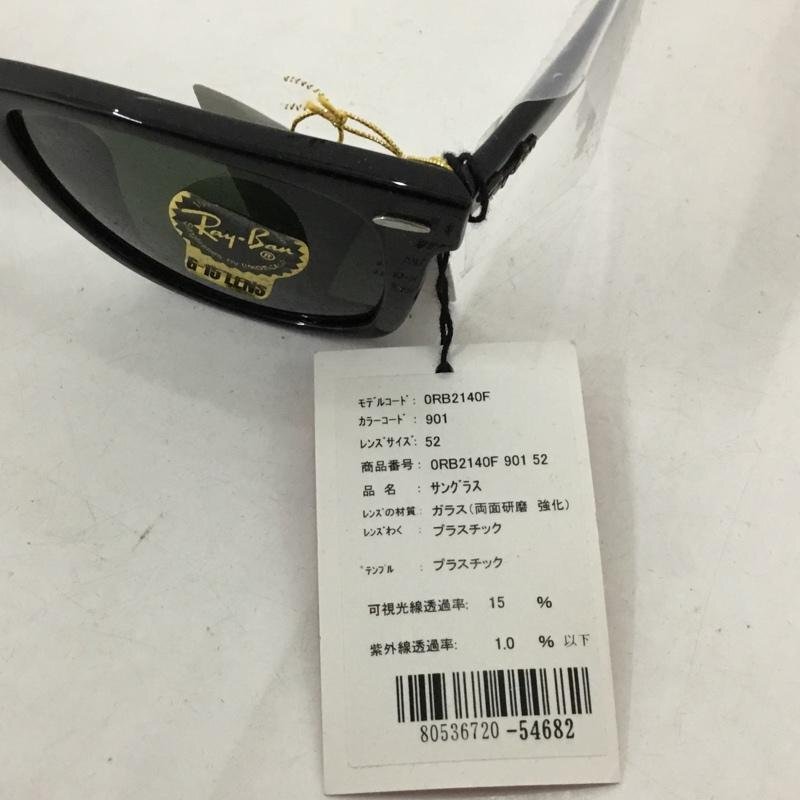 Ray-Ban®
G-15 LENS
ﾓﾃﾞﾙｺｰﾄﾞ: 0RB2140F
ｶﾗｰｺｰﾄﾞ: 901
ﾚﾝｽﾞｻｲｽﾞ: 52
商品番号: 0RB2140F 901 52
品 名 : ｻﾝｸﾞﾗｽ
ﾚﾝｽﾞの材質: ガラス(両面研磨 強化)
ﾚﾝｽﾞわく : プラスチック
ﾃﾝﾌﾟﾙ : プラスチック
可視光線透過率: 15 %
紫外線透過率: 1.0 % 以下
80536720 -54682